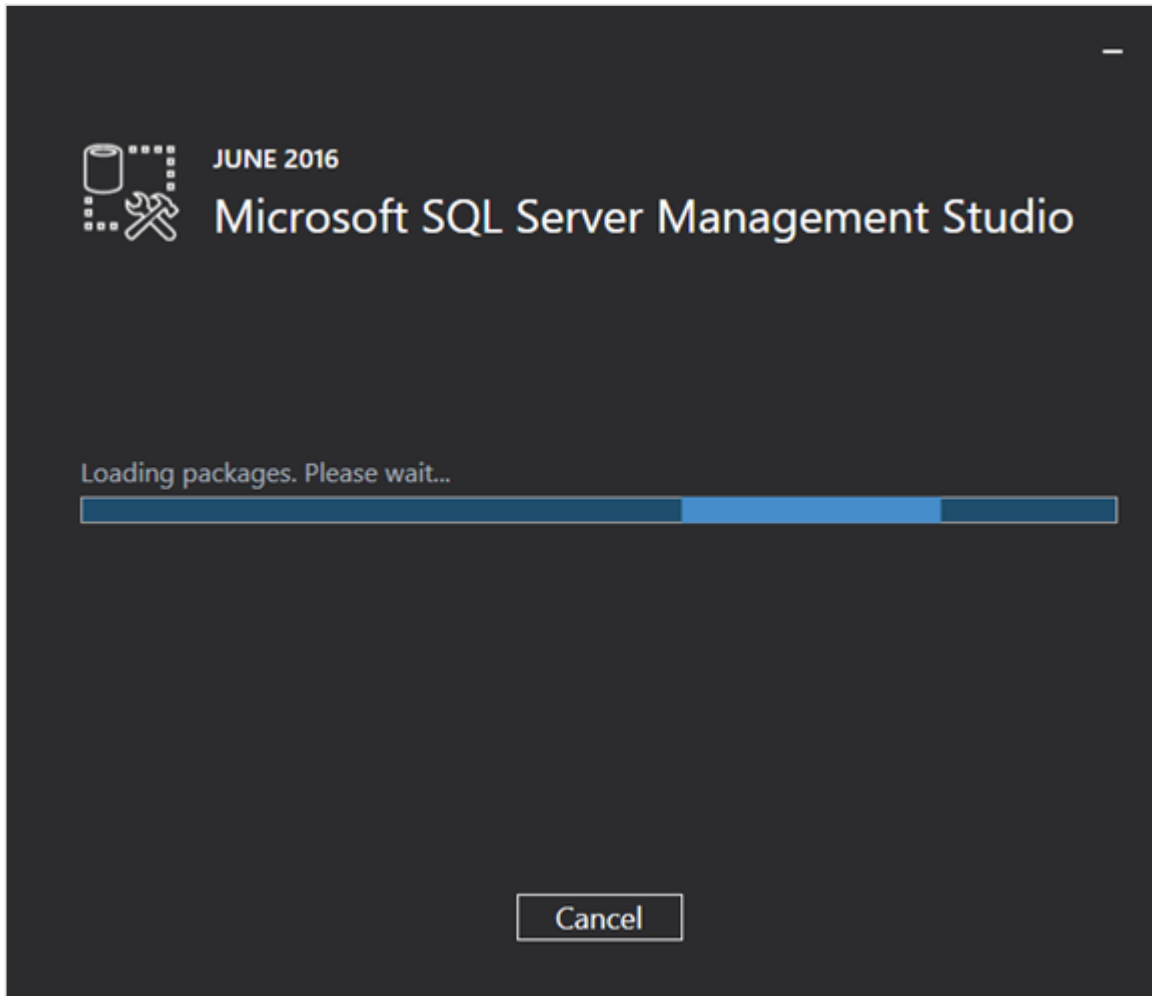 JUNE 2016
Microsoft SQL Server Management Studio
Loading packages. Please wait...
Cancel